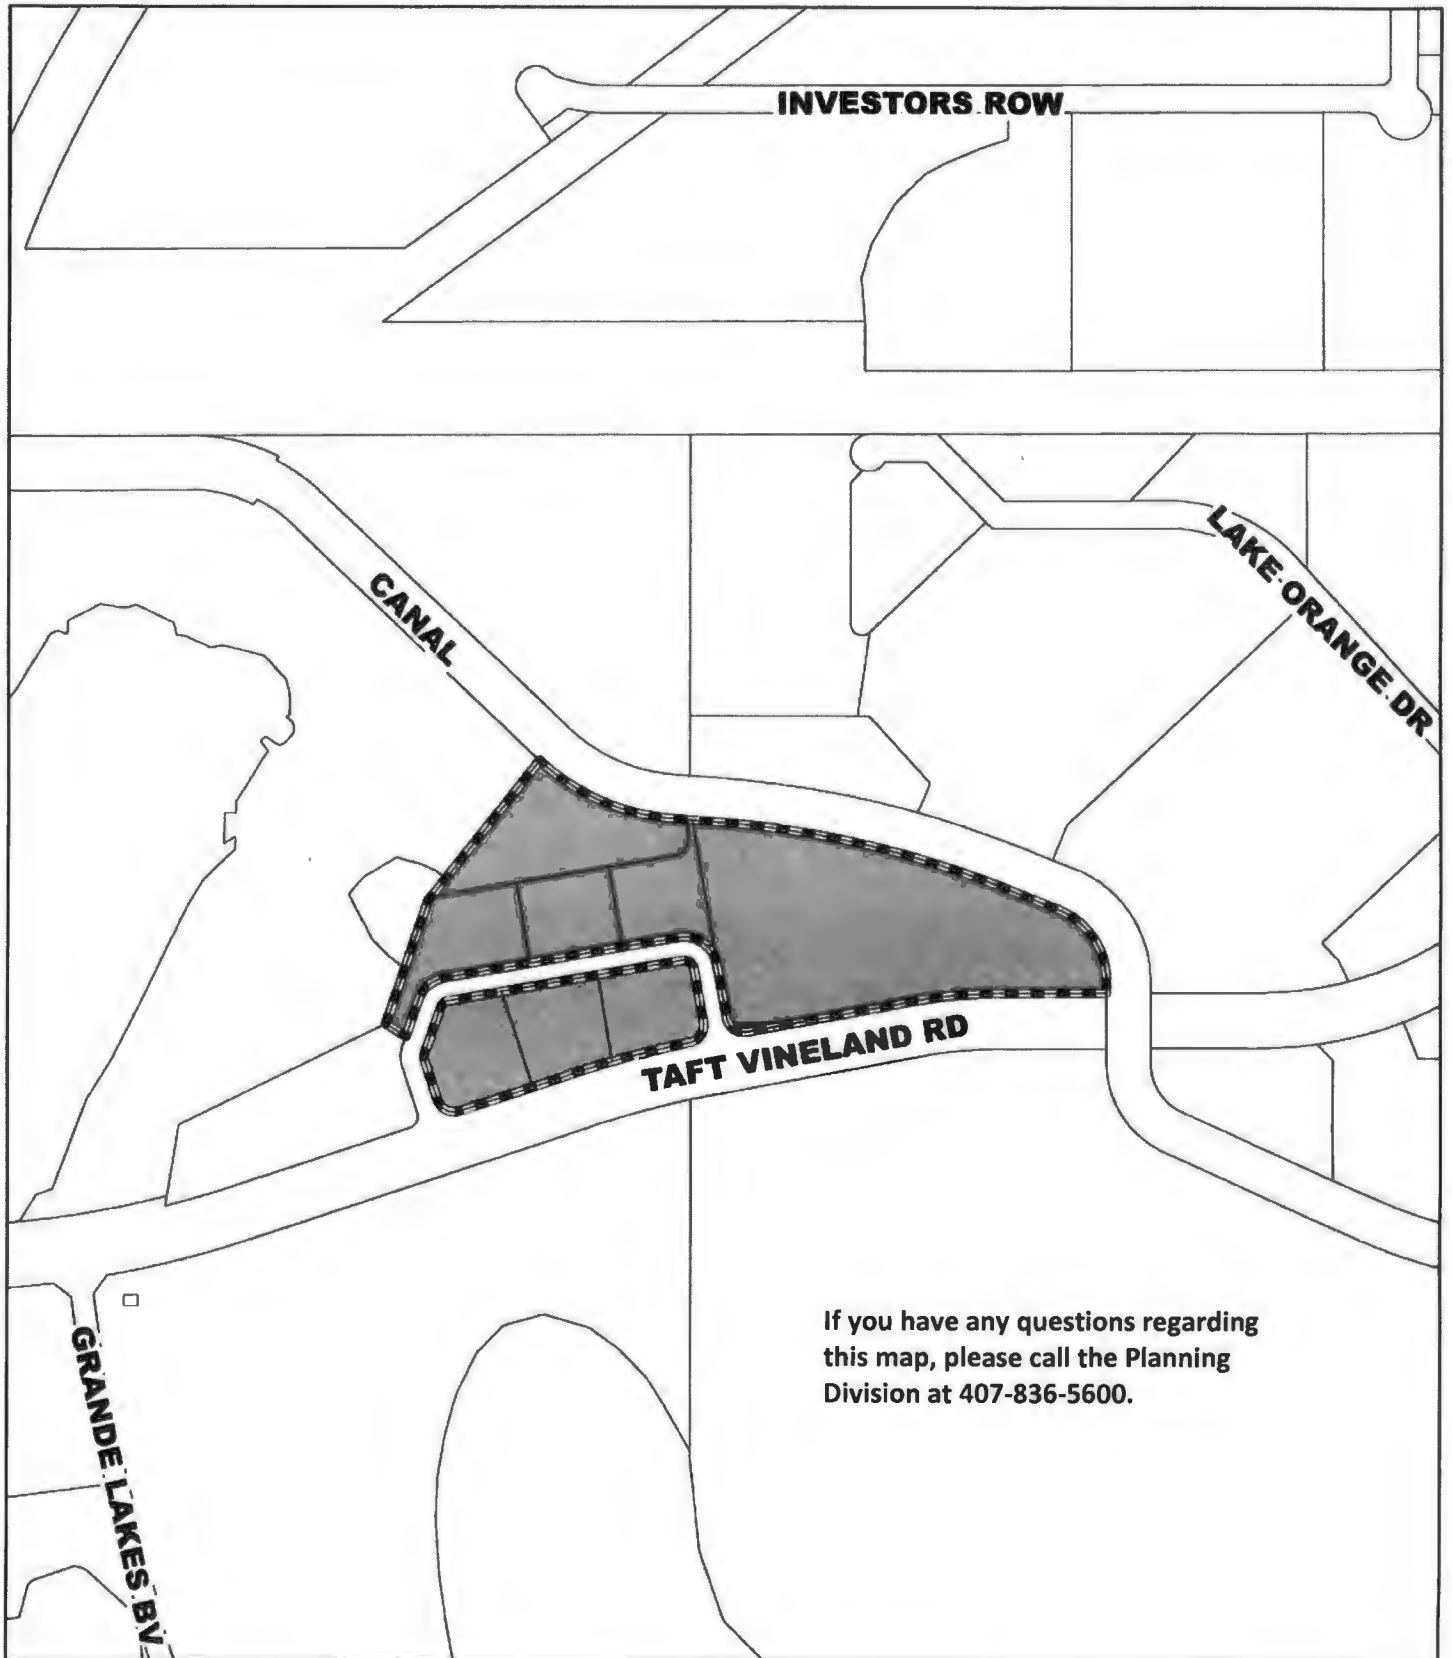 INVESTORS ROW
LAKE ORANGE DR
CANAL
TAFT VINELAND RD
If you have any questions regarding
this map, please call the Planning
Division at 407-836-5600.
GRANDE LAKES BV